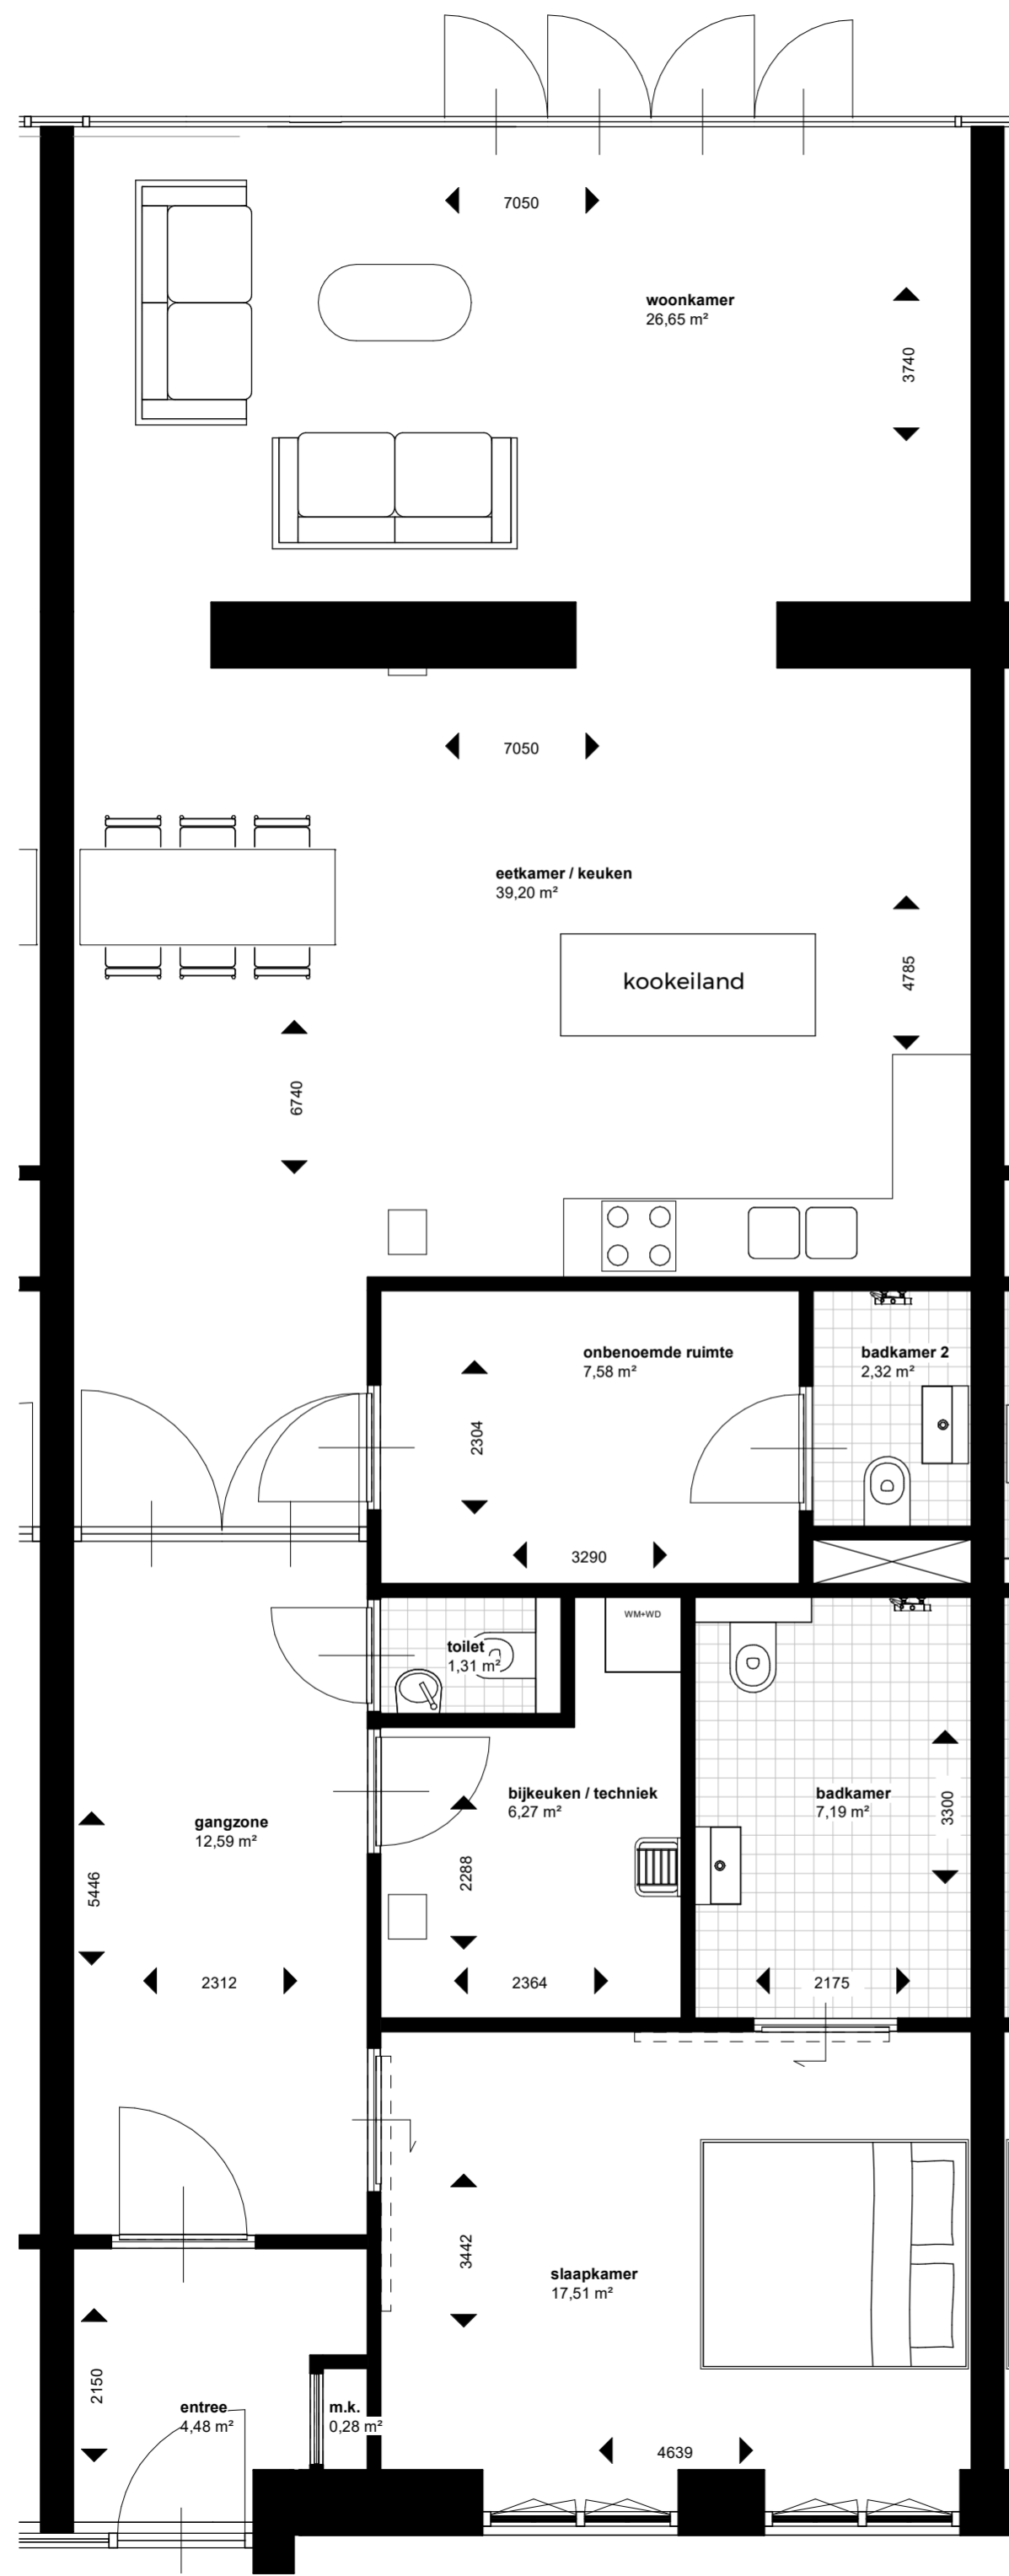 7050
woonkamer
26,65 m²
3740
7050
eetkamer / keuken
39,20 m²
kookeiland
4785
6740
onbenoemde ruimte
7,58 m²
badkamer 2
2,32 m²
2304
3290
WM+WD
toilet
1,31 m²
bijkeuken / techniek
6,27 m²
badkamer
7,19 m²
3300
gangzone
12,59 m²
5446
2288
2312
2364
2175
3442
slaapkamer
17,51 m²
2150
entree
4,48 m²
m.k.
0,28 m²
4639